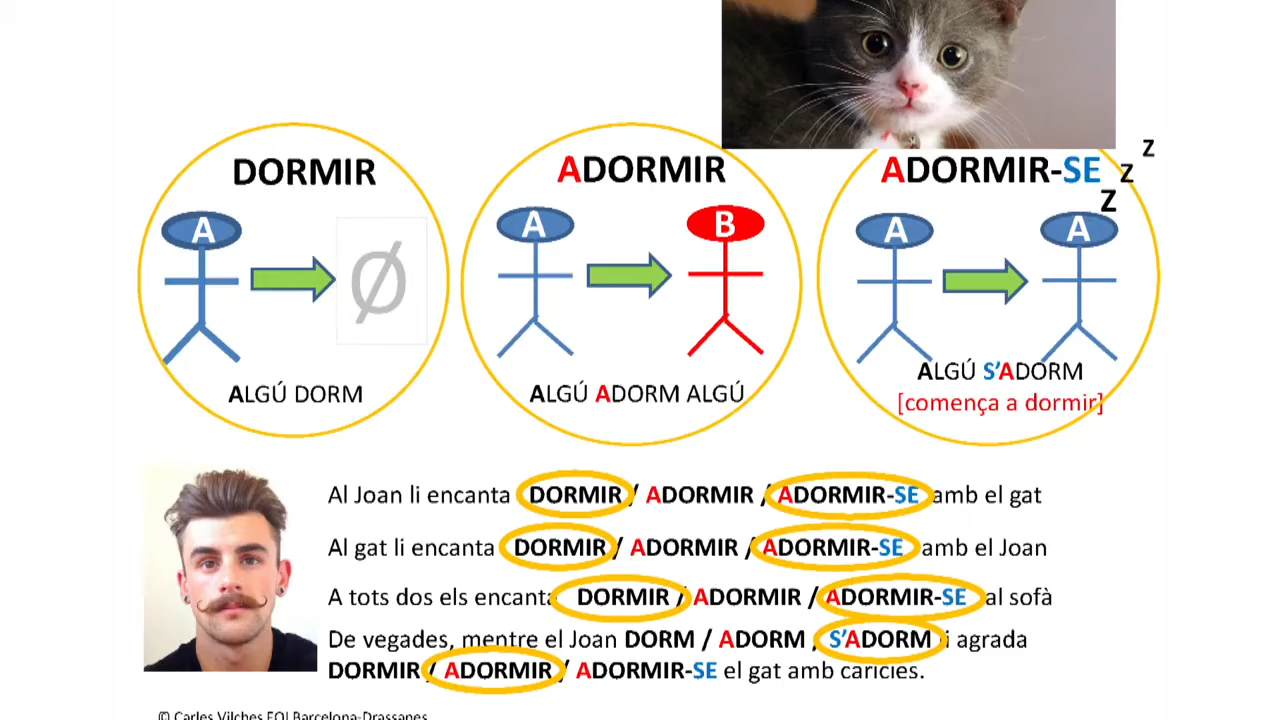 DORMIR
ADORMIR
ADORMIR-SE
z
z
z
A
Ø
A
B
A
A
ALGÚ DORM
ALGÚ ADORM ALGÚ
ALGÚ S'ADORM
[comença a dormir]
Al Joan li encanta DORMIR / ADORMIR / ADORMIR-SE amb el gat
Al gat li encanta DORMIR / ADORMIR / ADORMIR-SE amb el Joan
A tots dos els encanta DORMIR / ADORMIR / ADORMIR-SE al sofà
De vegades, mentre el Joan DORM / ADORM / S'ADORM li agrada
DORMIR / ADORMIR / ADORMIR-SE el gat amb carícies.
© Carles Vilches EOI Barcelona-Drassanes